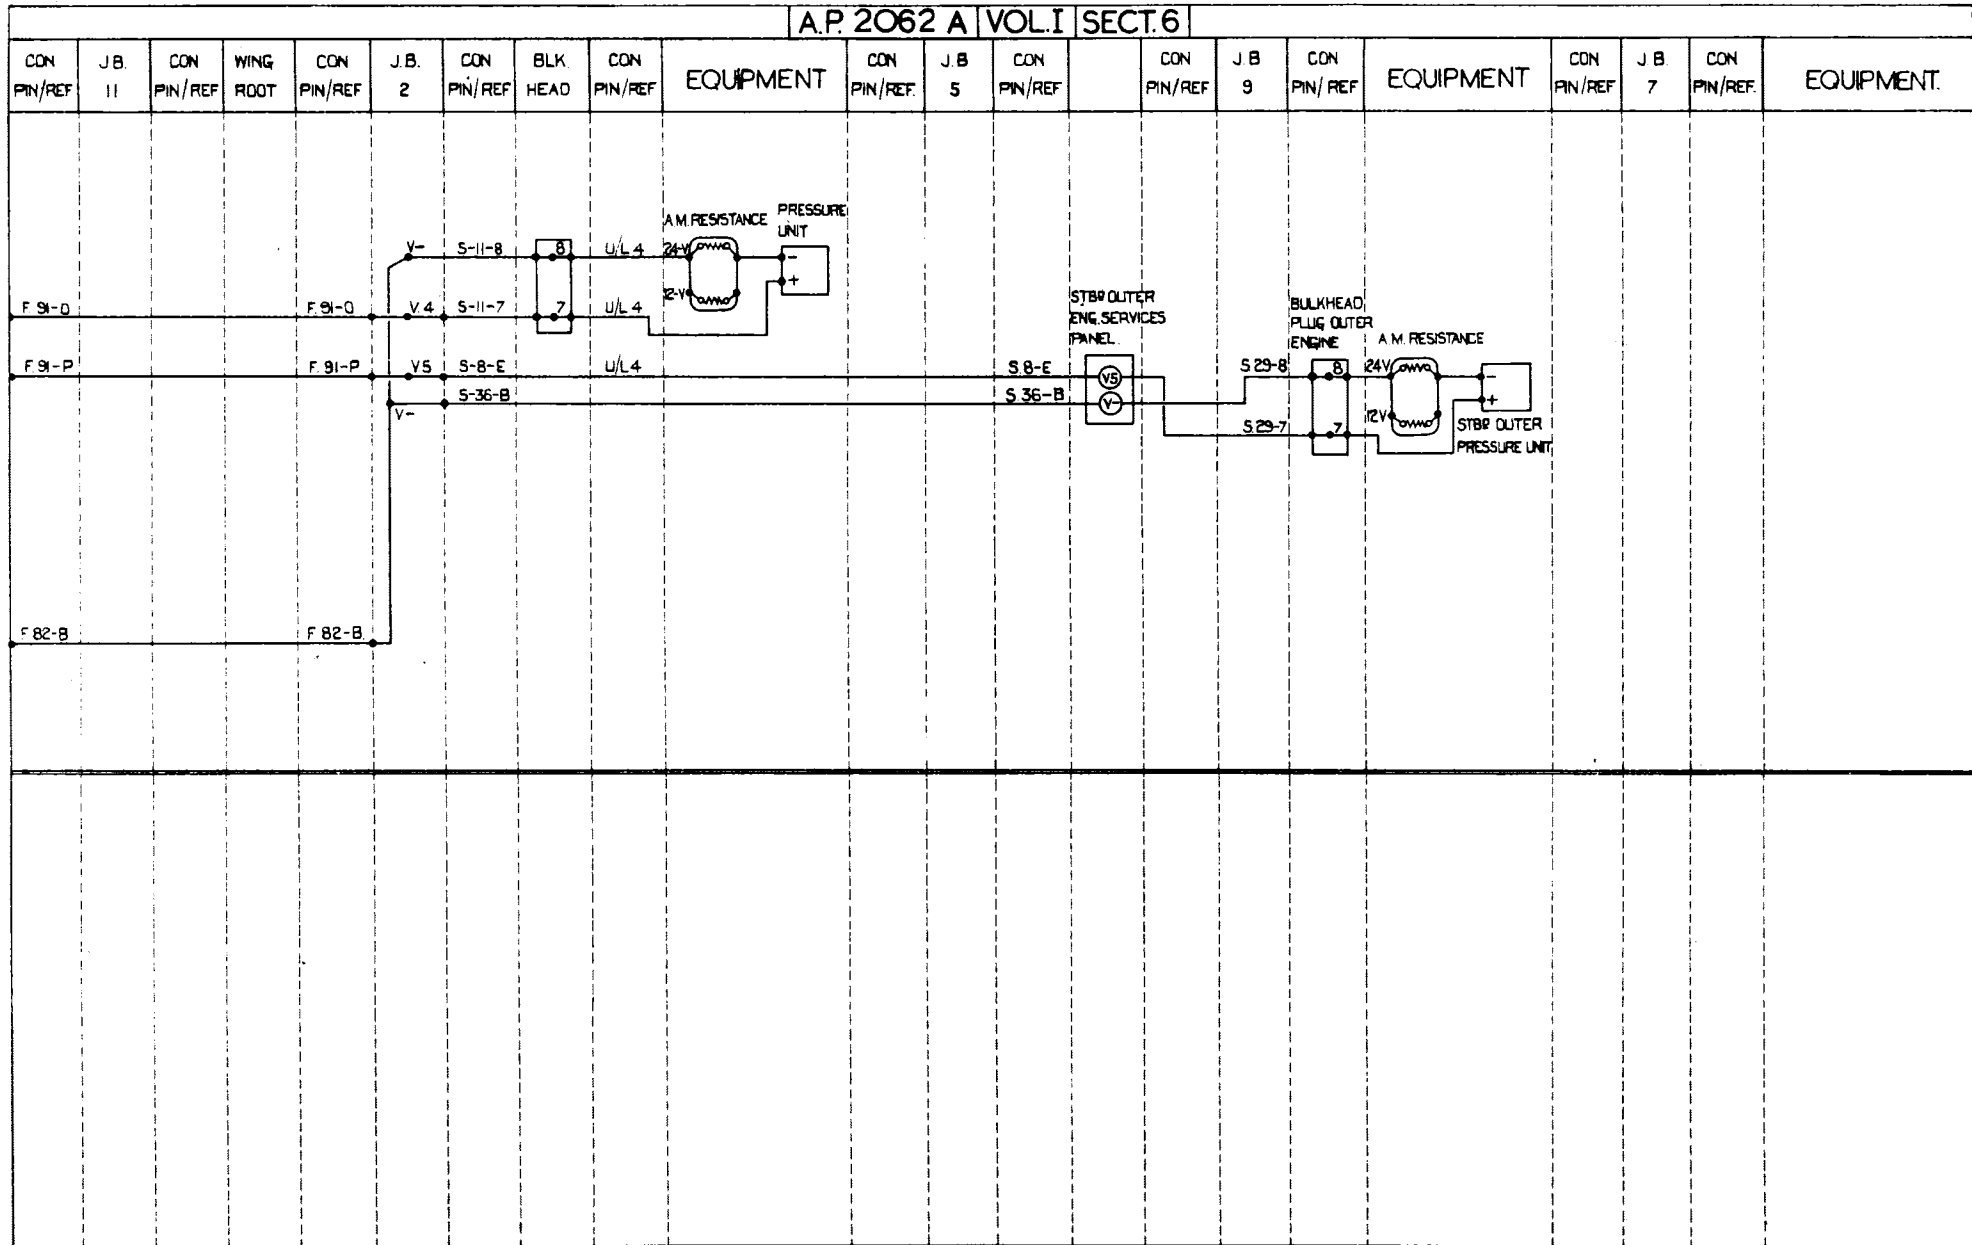 A.P. 2062 A VOL.I SECT.6
CON PIN/REF
J.B. 11
CON PIN/REF
WING ROOT
CON PIN/REF
J.B. 2
CON PIN/REF
BLK. HEAD
CON PIN/REF
EQUIPMENT
CON PIN/REF.
J.B 5
CON PIN/REF
CON PIN/REF
J.B 9
CON PIN/REF
EQUIPMENT
CON PIN/REF
J.B. 7
CON PIN/REF.
EQUIPMENT.
A.M. RESISTANCE
PRESSURE
UNIT
V-
S-11-8
8
U/L 4
24-V
-
+
12-V
F. 91-O
F. 91-O
V. 4
S-11-7
7
U/L 4
STBD OUTER
ENG. SERVICES
PANEL.
BULKHEAD
PLUG OUTER
ENGINE
A.M. RESISTANCE
F. 91-P
F. 91-P
V5
S-8-E
U/L 4
S 8-E
V5
S 29-8
8
24V
-
V-
S-36-B
S 36-B
V-
+
S.29-7
7
12V
STBD OUTER
PRESSURE UNIT
F 82-B
F 82-B.